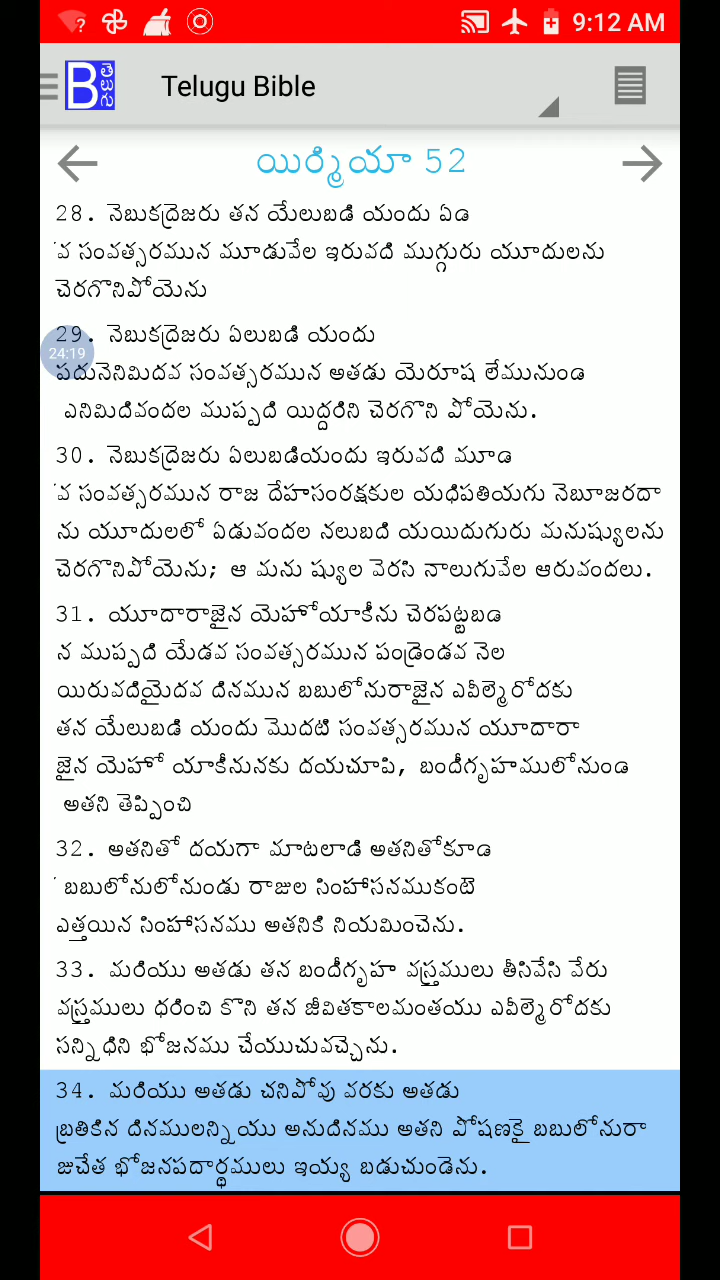 9:12 AM
Telugu Bible
యిర్మియా 52
28. నెబుకద్రెజరు తన యేలుబడి యందు ఏడ
వ సంవత్సరమున మూడువేల ఇరువది ముగ్గురు యూదులను
చెరగొనిపోయెను
29. నెబుకద్రెజరు ఏలుబడి యందు
24:19
పదునెనిమిదవ సంవత్సరమున అతడు యెరూష లేమునుండ
ఎనిమిదివందల ముప్పది యిద్దరిని చెరగొని పోయెను.
30. నెబుకద్రెజరు ఏలుబడియందు ఇరువది మూడ
వ సంవత్సరమున రాజ దేహసంరక్షకుల యధిపతియగు నెబూజరదా
ను యూదులలో ఏడువందల నలుబది యయిదుగురు మనుష్యులను
చెరగొనిపోయెను; ఆ మను ష్యుల వెరసి నాలుగువేల ఆరువందలు.
31. యూదారాజైన యెహోయాకీను చెరపట్టబడ
న ముప్పది యేడవ సంవత్సరమున పండ్రెండవ నెల
యిరువదియైదవ దినమున బబులోనురాజైన ఎవీల్మెరోదకు
తన యేలుబడి యందు మొదటి సంవత్సరమున యూదారా
జైన యెహో యాకీనునకు దయచూపి, బందీగృహములోనుండ
అతని తెప్పించి
32. అతనితో దయగా మాటలాడి అతనితోకూడ
బబులోనులోనుండు రాజుల సింహాసనముకంటె
ఎత్తయిన సింహాసనము అతనికి నియమించెను.
33. మరియు అతడు తన బందీగృహ వస్త్రములు తీసివేసి వేరు
వస్త్రములు ధరించి కొని తన జీవితకాలమంతయు ఎవీల్మెరోదకు
సన్ని ధిని భోజనము చేయుచువచ్చెను.
34. మరియు అతడు చనిపోవు వరకు అతడు
బ్రతికిన దినములన్ని యు అనుదినము అతని పోషణకై బబులోనురా
జుచేత భోజనపదార్థములు ఇయ్య బడుచుండెను.